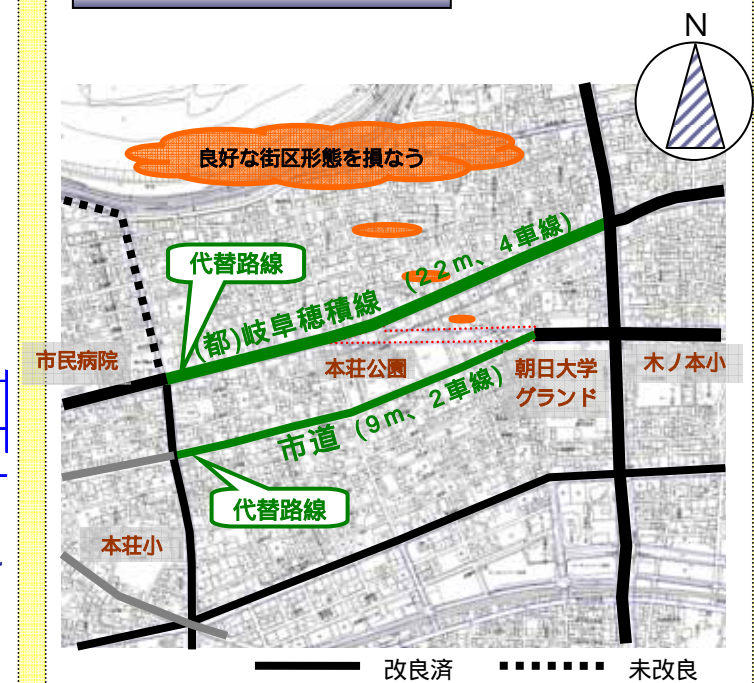 N
良好な街区形態を損なう
代替路線
(都)岐阜穂積線 (22m、4車線)
市民病院
本荘公園
朝日大学
グランド
木ノ本小
市道 (9m、2車線)
代替路線
本荘小
改良済
未改良